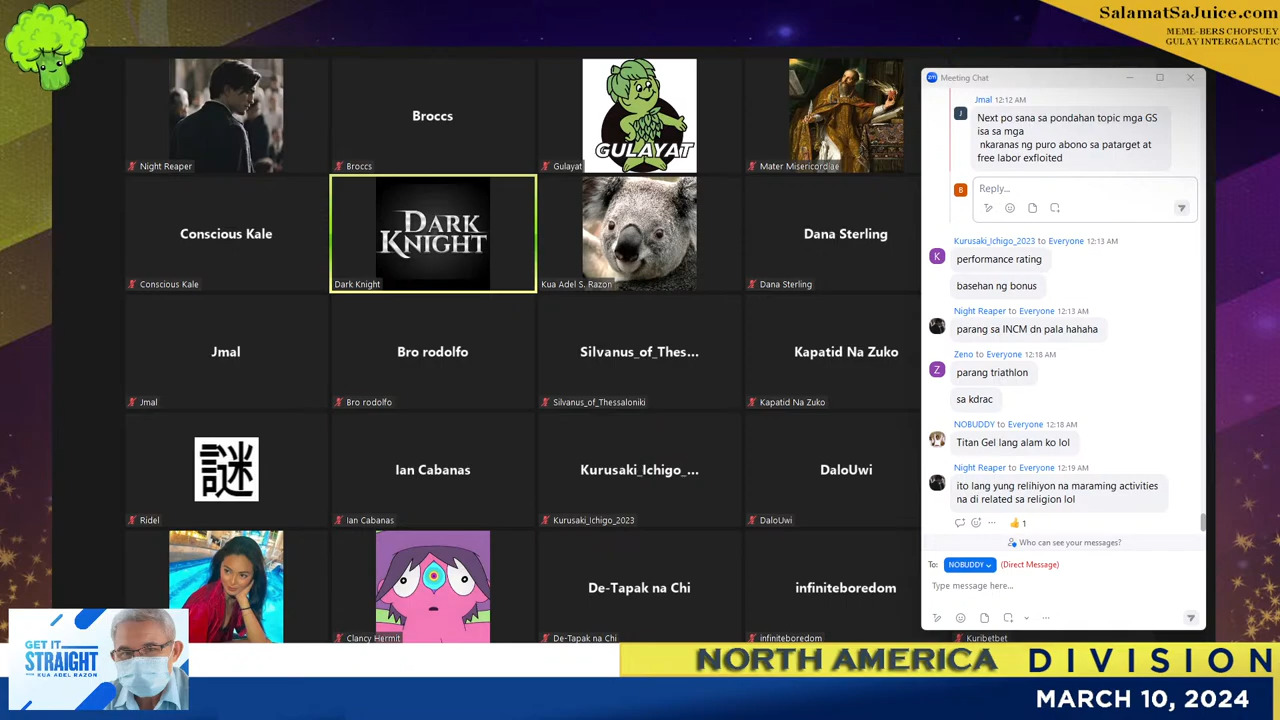 SalamatSaJuice.com
MEME-BERS CHOPSUEY
GULAY INTERGALACTIC
Night Reaper
Broccs
Broccs
GULAYAT
Gulayat
Mater Misericordiae
Conscious Kale
Conscious Kale
DARK
KNIGHT
Dark Knight
Kua Adel S. Razon
Dana Sterling
Dana Sterling
Jmal
Jmal
Bro rodolfo
Bro rodolfo
Silvanus_of_Thes...
Silvanus_of_Thessaloniki
Kapatid Na Zuko
Kapatid Na Zuko
謎
Ridel
Ian Cabanas
Ian Cabanas
Kurusaki_Ichigo_...
Kurusaki_Ichigo_2023
DaloUwi
DaloUwi
Clancy Hermit
De-Tapak na Chi
De-Tapak na Chi
infiniteboredom
infiniteboredom
Kuribetbet
zm
Meeting Chat
Jmal 12:12 AM
J
Next po sana sa pondahan topic mga GS
isa sa mga
nkaranas ng puro abono sa patarget at
free labor exfloited
B
Reply...
Kurusaki_Ichigo_2023 to Everyone 12:13 AM
K
performance rating
basehan ng bonus
Night Reaper to Everyone 12:13 AM
parang sa INCM dn pala hahaha
Zeno to Everyone 12:18 AM
Z
parang triathlon
sa kdrac
NOBUDDY to Everyone 12:18 AM
Titan Gel lang alam ko lol
Night Reaper to Everyone 12:19 AM
ito lang yung relihiyon na maraming activities
na di related sa religion lol
1
Who can see your messages?
To: NOBUDDY (Direct Message)
Type message here...
GET IT
STRAIGHT
KUA ADEL RAZON
NORTH AMERICA DIVISION
MARCH 10, 2024